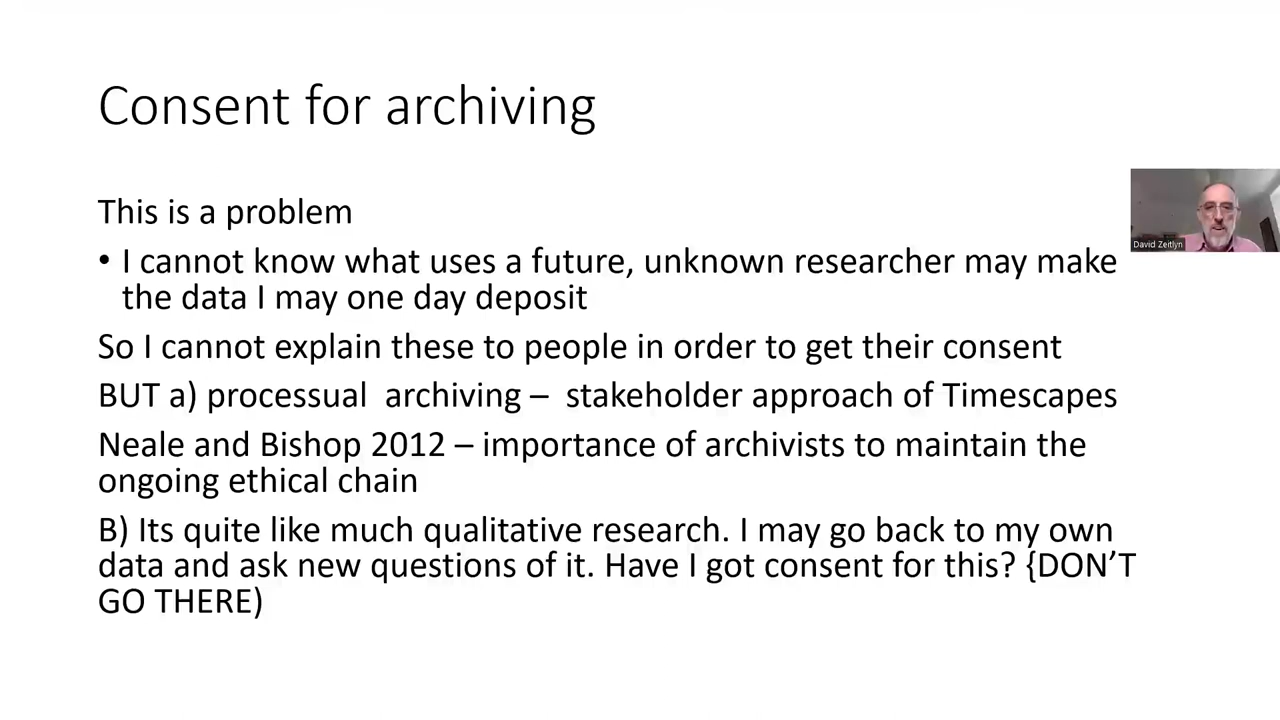 Consent for archiving
This is a problem
• I cannot know what uses a future, unknown researcher may make
the data I may one day deposit
So I cannot explain these to people in order to get their consent
BUT a) processual  archiving –  stakeholder approach of Timescapes
Neale and Bishop 2012 – importance of archivists to maintain the
ongoing ethical chain
B) Its quite like much qualitative research. I may go back to my own
data and ask new questions of it. Have I got consent for this? {DON’T
GO THERE)
David Zeitlyn